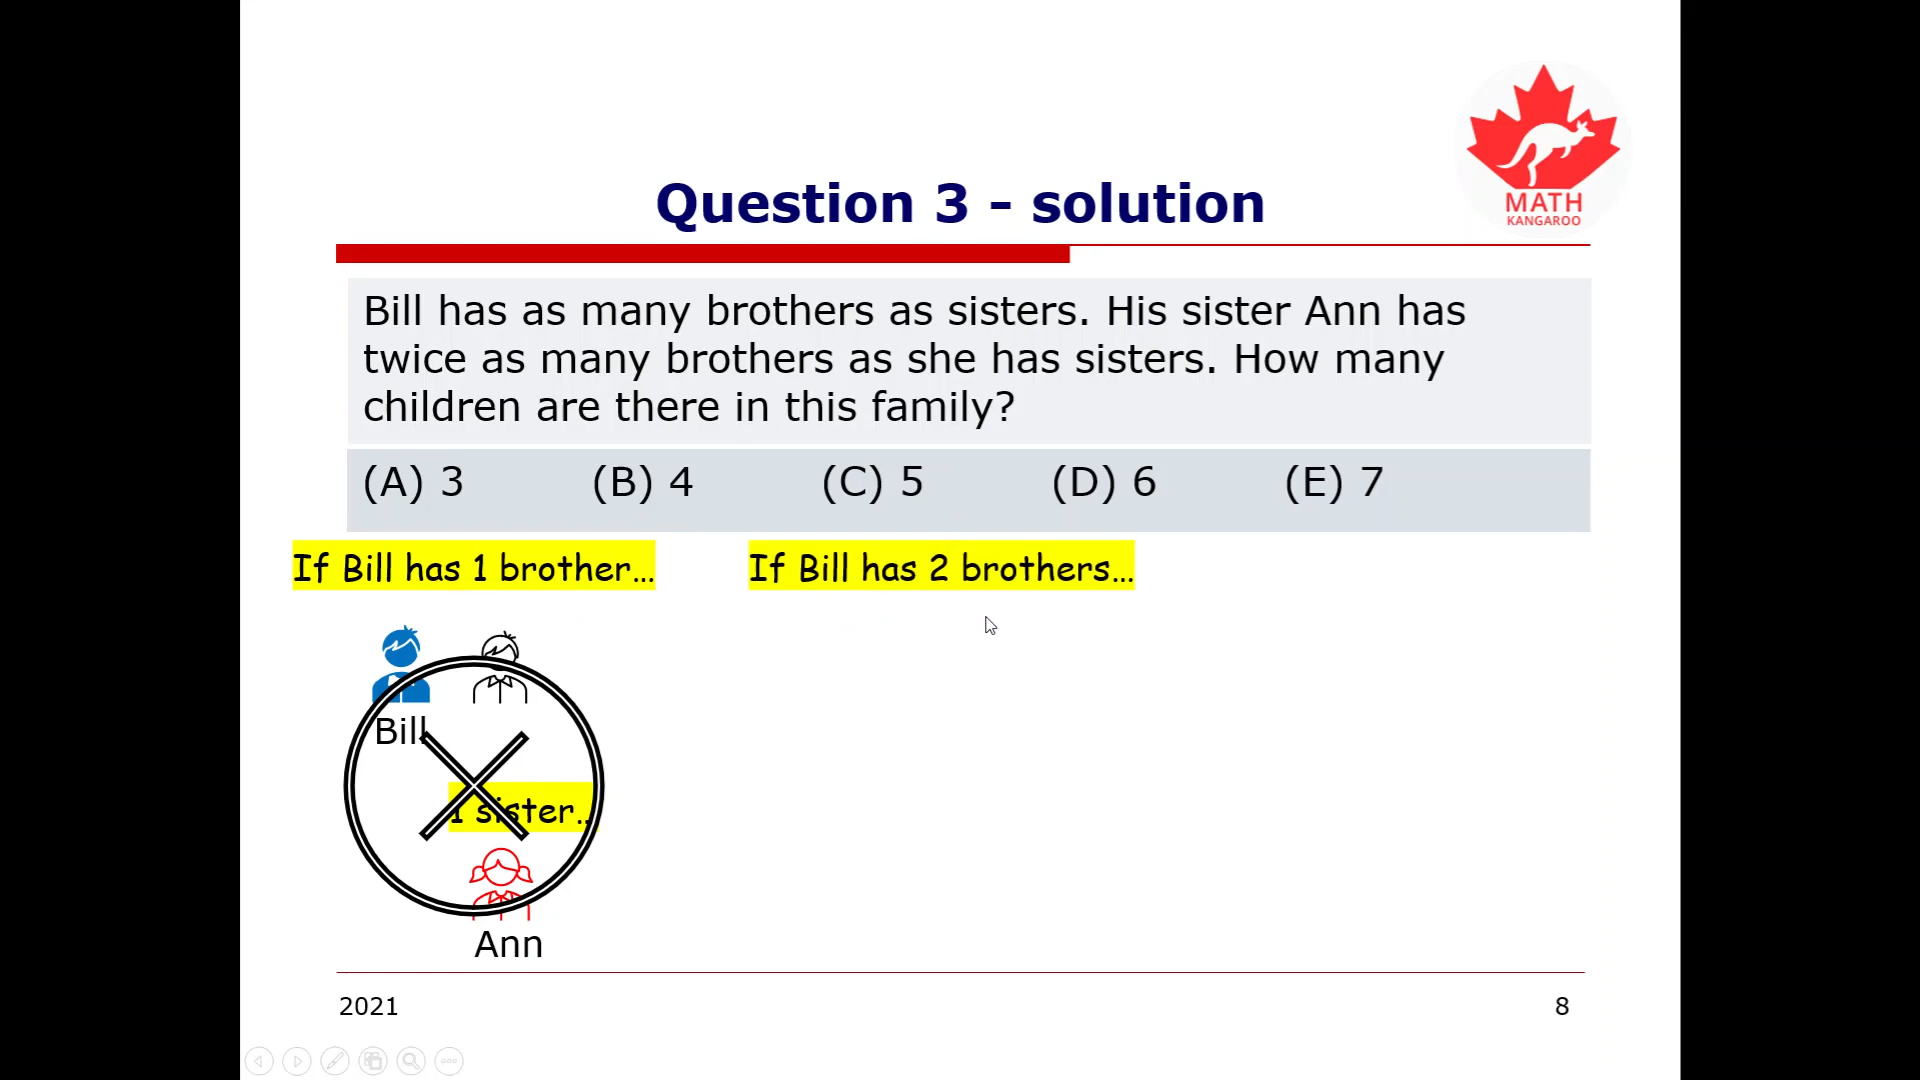 MATH
KANGAROO
Question 3 - solution
Bill has as many brothers as sisters. His sister Ann has
twice as many brothers as she has sisters. How many
children are there in this family?
(A) 3 (B) 4 (C) 5 (D) 6 (E) 7
If Bill has 1 brother... If Bill has 2 brothers...
Bill
1 sister...
Ann
2021 8